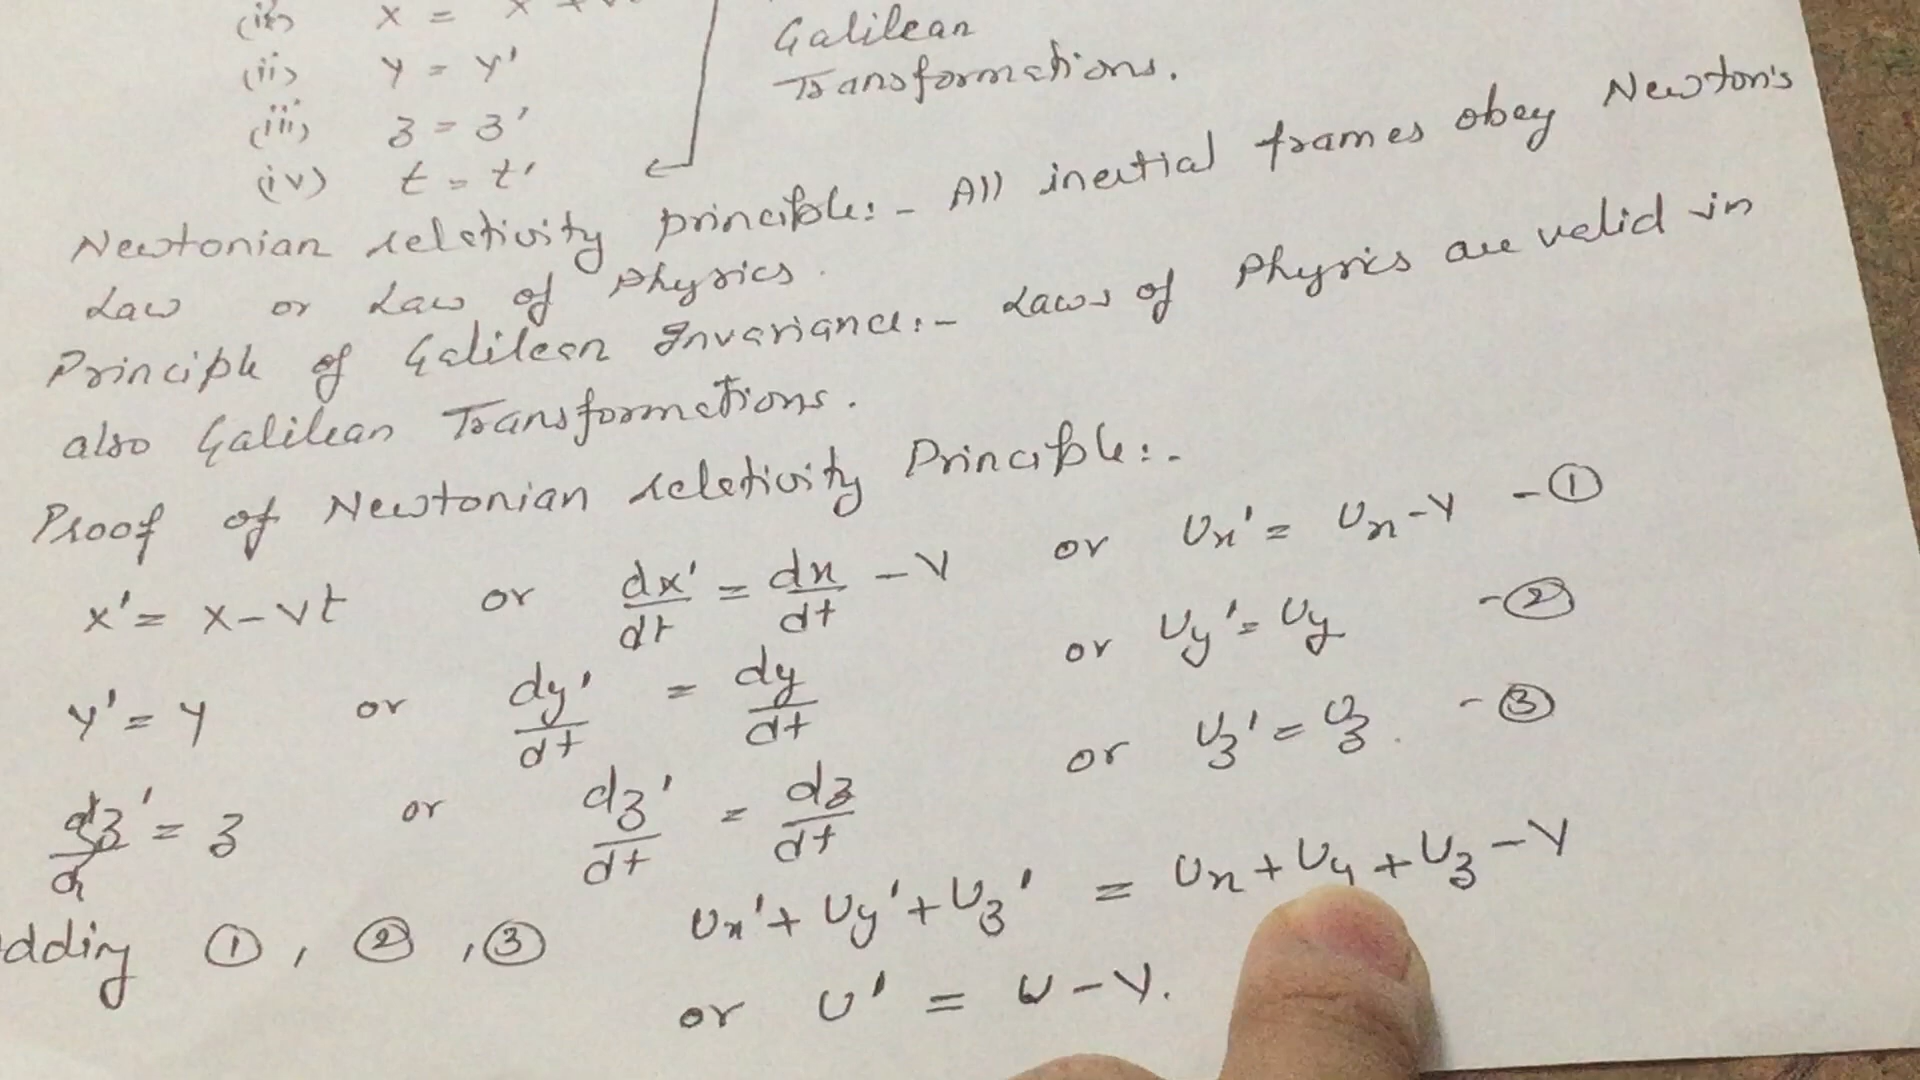 (ii) y = y'
(iii) z = z'
(iv) t = t'
Galilean
Transformations.
Newtonian relativity principle:- All inertial frames obey Newton's
Law or Law of Physics.
Principle of Galilean Invariance:- Laws of Physics are valid in
also Galilean Transformations.
Proof of Newtonian relativity Principle:-
x' = x - vt or dx'/dt = dx/dt - v or Ux' = Ux - v - ①
y' = y or dy'/dt = dy/dt or Uy' = Uy - ②
z' = z or dz'/dt = dz/dt or Uz' = Uz. - ③
dding ①, ②, ③ Ux' + Uy' + Uz' = Ux + Uy + Uz - v
or U' = U - v.